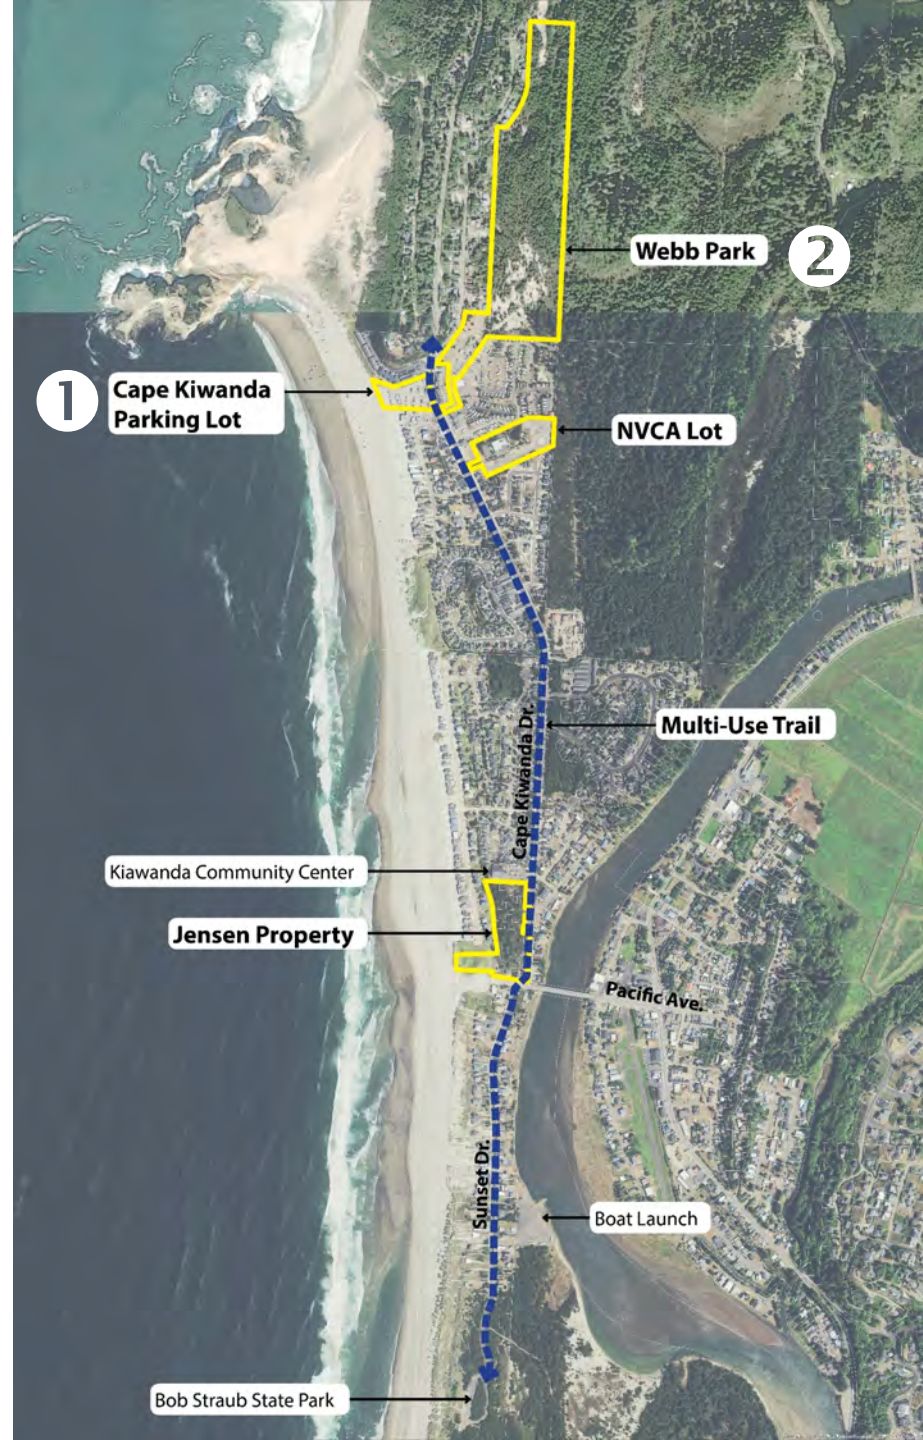 Webb Park
2
1
Cape Kiwanda
Parking Lot
NVCA Lot
Multi-Use Trail
Cape Kiwanda Dr.
Kiawanda Community Center
Jensen Property
Pacific Ave.
Sunset Dr.
Boat Launch
Bob Straub State Park